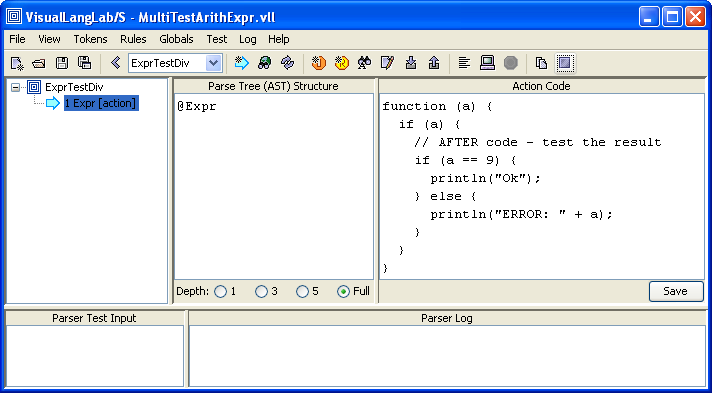 VisualLangLab/S - MultiTestArithExpr.vll
File View Tokens Rules Globals Test Log Help
ExprTestDiv
ExprTestDiv
1 Expr [action]
Parse Tree (AST) Structure
@Expr
Depth: 1 3 5 Full
Action Code
function (a) {
  if (a) {
    // AFTER code - test the result
    if (a == 9) {
      println("Ok");
    } else {
      println("ERROR: " + a);
    }
  }
}
Save
Parser Test Input
Parser Log